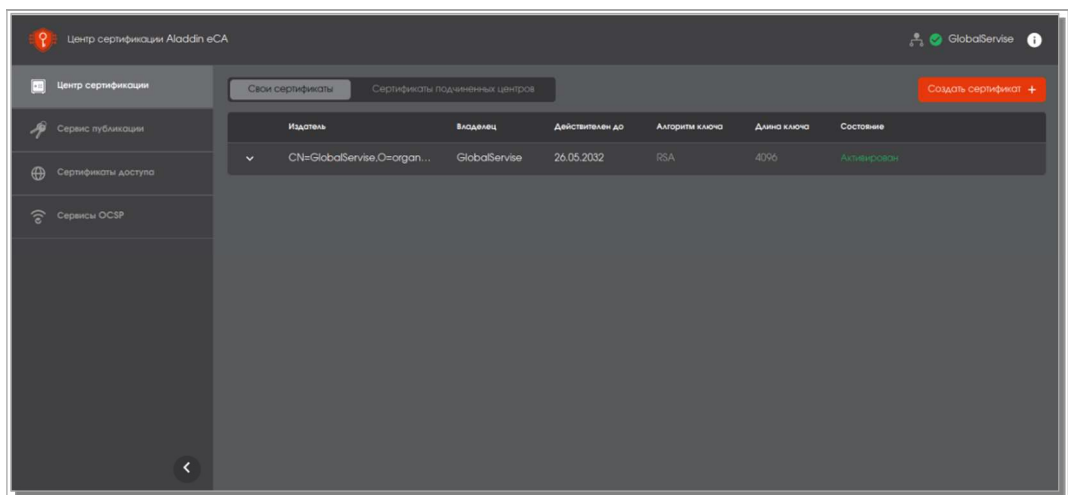 Центр сертификации Aladdin eCA
GlobalServise
Центр сертификации
Сервис публикации
Сертификаты доступа
Сервисы OCSP
Свои сертификаты Сертификаты подчиненных центров
Создать сертификат +
Издатель Владелец Действителен до Алгоритм ключа Длина ключа Состояние
CN=GlobalServise,O=organ... GlobalServise 26.05.2032 RSA 4096 Активирован